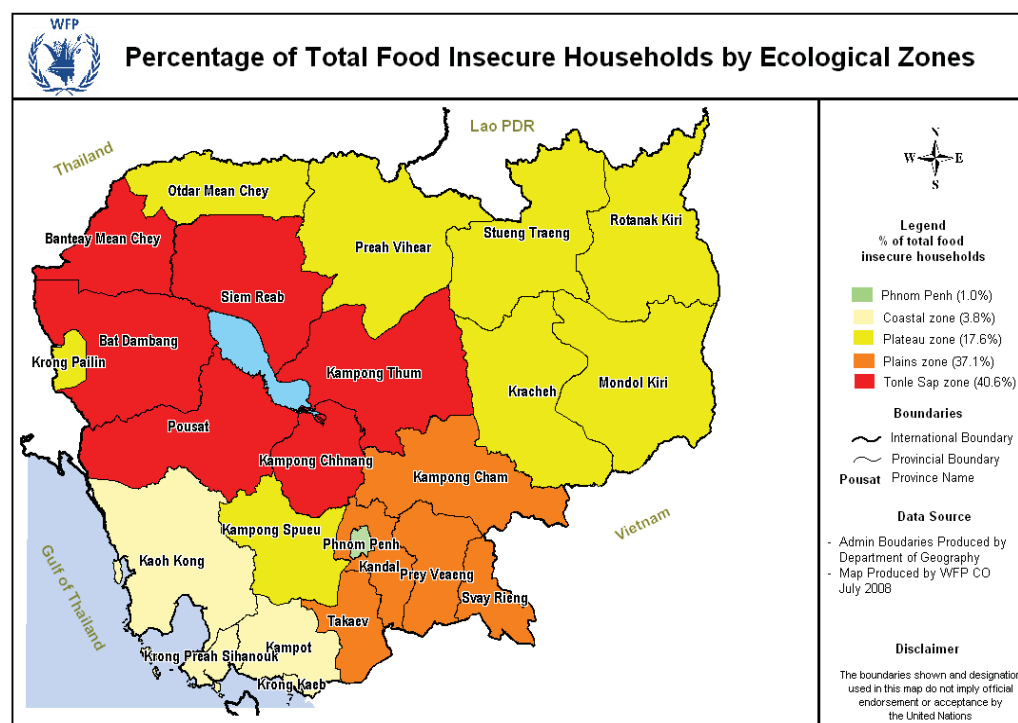 WFP
Percentage of Total Food Insecure Households by Ecological Zones
Lao PDR
Thailand
Otdar Mean Chey
Rotanak Kiri
Stueng Traeng
Banteay Mean Chey
Preah Vihear
Siem Reab
Bat Dambang
Krong Pailin
Kampong Thum
Mondol Kiri
Kracheh
Pousat
Kampong Chhnang
Kampong Cham
Kampong Spueu
Vietnam
Phnom Penh
Kaoh Kong
Kandal
Prey Veaeng
Gulf of Thailand
Svay Rieng
Takaev
Kampot
Krong Preah Sihanouk
Krong Kaeb
N
W E
S
Legend
% of total food
insecure households
Phnom Penh (1.0%)
Coastal zone (3.8%)
Plateau zone (17.6%)
Plains zone (37.1%)
Tonle Sap zone (40.6%)
Boundaries
International Boundary
Provincial Boundary
Pousat Province Name
Data Source
- Admin Boudaries Produced by
Department of Geography
- Map Produced by WFP CO
July 2008
Disclaimer
The boundaries shown and designation
used in this map do not imply official
endorsement or acceptance by
the United Nations